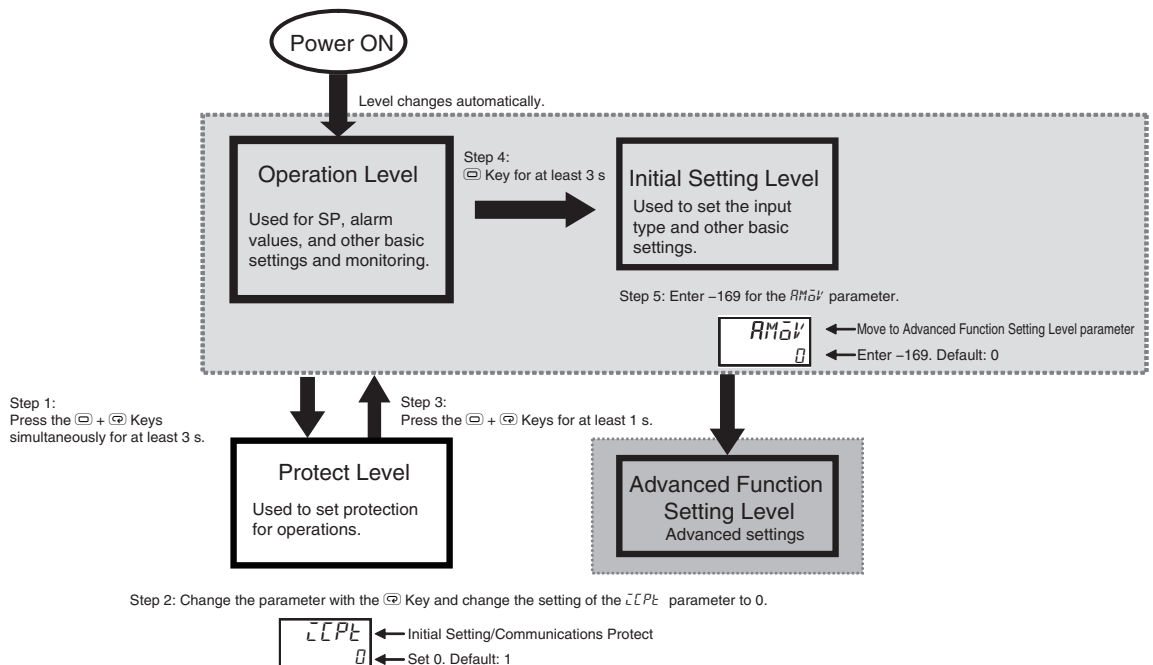 Power ON
Level changes automatically.
Operation Level
Used for SP, alarm
values, and other basic
settings and monitoring.
Step 4:
Key for at least 3 s
Initial Setting Level
Used to set the input
type and other basic
settings.
Step 5: Enter –169 for the AMoV parameter.
AMoV
Move to Advanced Function Setting Level parameter
0
Enter –169. Default: 0
Step 1:
Press the + Keys
simultaneously for at least 3 s.
Step 3:
Press the + Keys for at least 1 s.
Protect Level
Used to set protection
for operations.
Advanced Function
Setting Level
Advanced settings
Step 2: Change the parameter with the Key and change the setting of the iCPt parameter to 0.
iCPt
Initial Setting/Communications Protect
0
Set 0. Default: 1